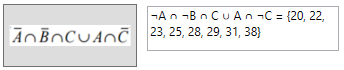 A̅∩B̅∩C∪A∩C̅
¬A ∩ ¬B ∩ C ∪ A ∩ ¬C = {20, 22,
23, 25, 28, 29, 31, 38}